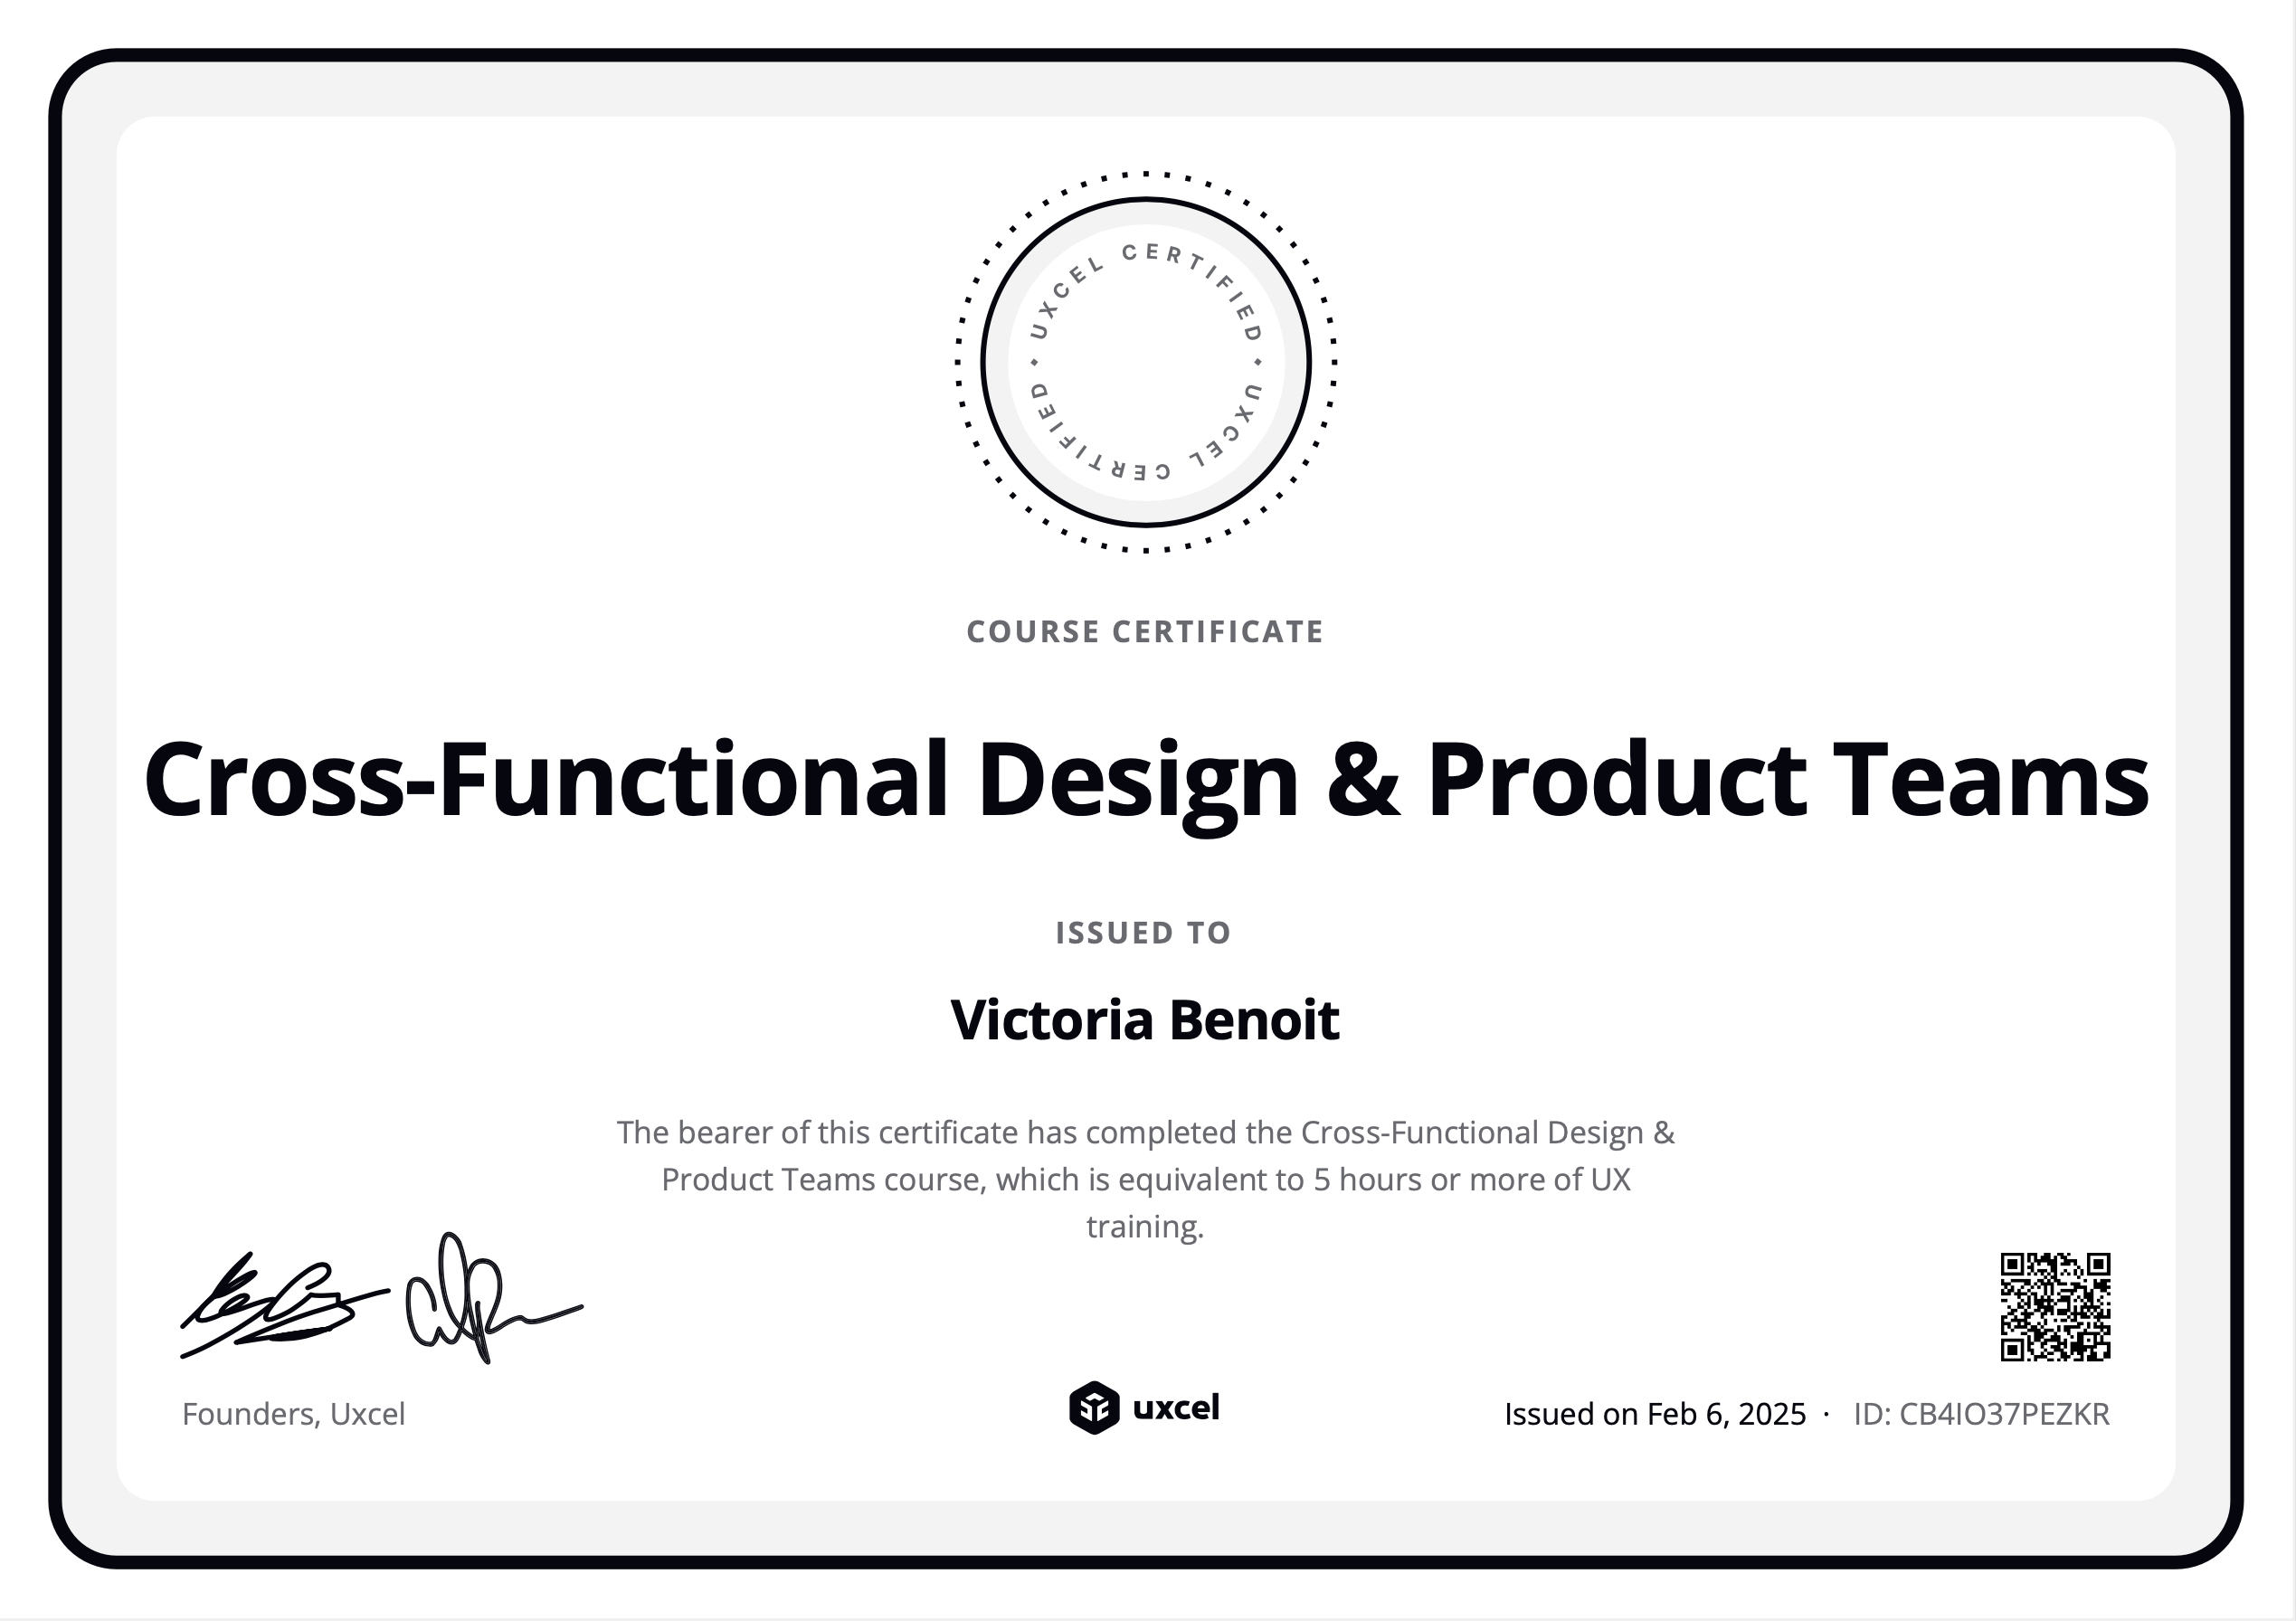 UXCEL CERTIFIED · UXCEL CERTIFIED ·
COURSE CERTIFICATE
Cross-Functional Design & Product Teams
ISSUED TO
Victoria Benoit
The bearer of this certificate has completed the Cross-Functional Design &
Product Teams course, which is equivalent to 5 hours or more of UX
training.
Founders, Uxcel
uxcel
Issued on Feb 6, 2025 · ID: CB4IO37PEZKR